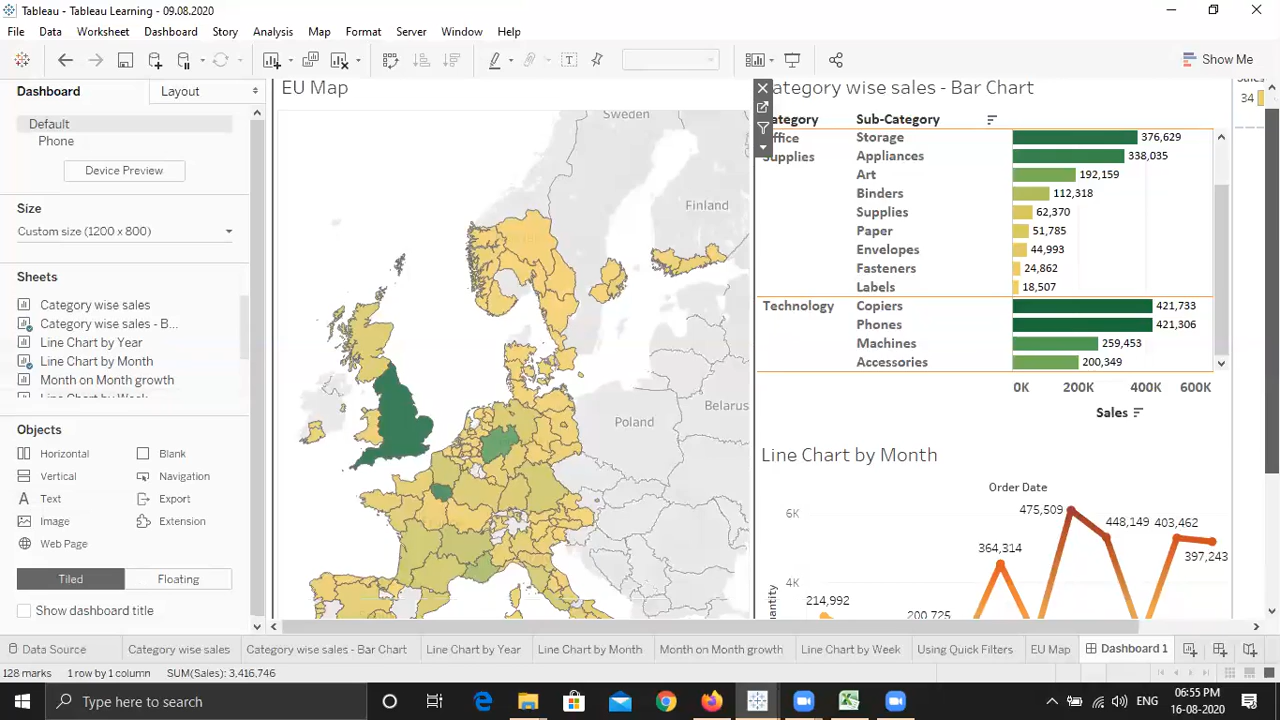 Tableau - Tableau Learning - 09.08.2020
File Data Worksheet Dashboard Story Analysis Map Format Server Window Help
Show Me
Dashboard Layout
Default
Phone
Device Preview
Size
Custom size (1200 x 800)
Sheets
Category wise sales
Category wise sales - B...
Line Chart by Year
Line Chart by Month
Month on Month growth
Line Chart by Week
Objects
Horizontal Blank
Vertical Navigation
Text Export
Image Extension
Web Page
Tiled Floating
Show dashboard title
EU Map
Sweden
Finland
Poland
Belarus
ategory wise sales - Bar Chart
ategory Sub-Category
ffice Storage 376,629
Supplies Appliances 338,035
Art 192,159
Binders 112,318
Supplies 62,370
Paper 51,785
Envelopes 44,993
Fasteners 24,862
Labels 18,507
Technology Copiers 421,733
Phones 421,306
Machines 259,453
Accessories 200,349
0K 200K 400K 600K
Sales
34
Line Chart by Month
Order Date
6K
4K
475,509
448,149 403,462
397,243
364,314
214,992
200,725
Data Source Category wise sales Category wise sales - Bar Chart Line Chart by Year Line Chart by Month Month on Month growth Line Chart by Week Using Quick Filters EU Map Dashboard 1
128 marks 1 row by 1 column SUM(Sales): 3,416,746
Type here to search
ENG
06:55 PM
16-08-2020